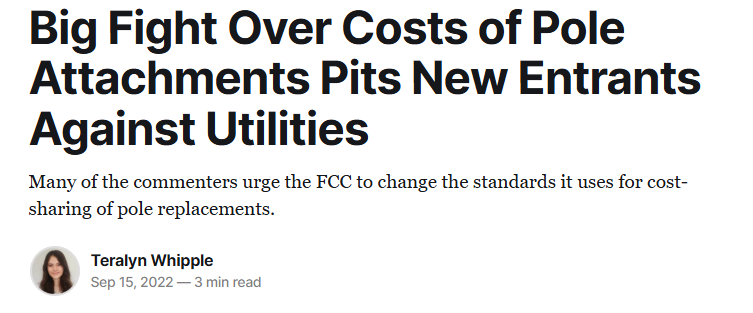 Big Fight Over Costs of Pole
Attachments Pits New Entrants
Against Utilities
Many of the commenters urge the FCC to change the standards it uses for cost-
sharing of pole replacements.
Teralyn Whipple
Sep 15, 2022 — 3 min read